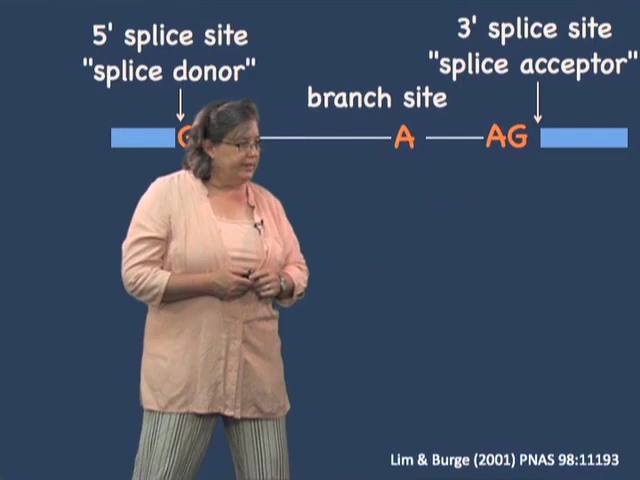 5' splice site
"splice donor"
3' splice site
"splice acceptor"
branch site
G
A
AG
Lim & Burge (2001) PNAS 98:11193